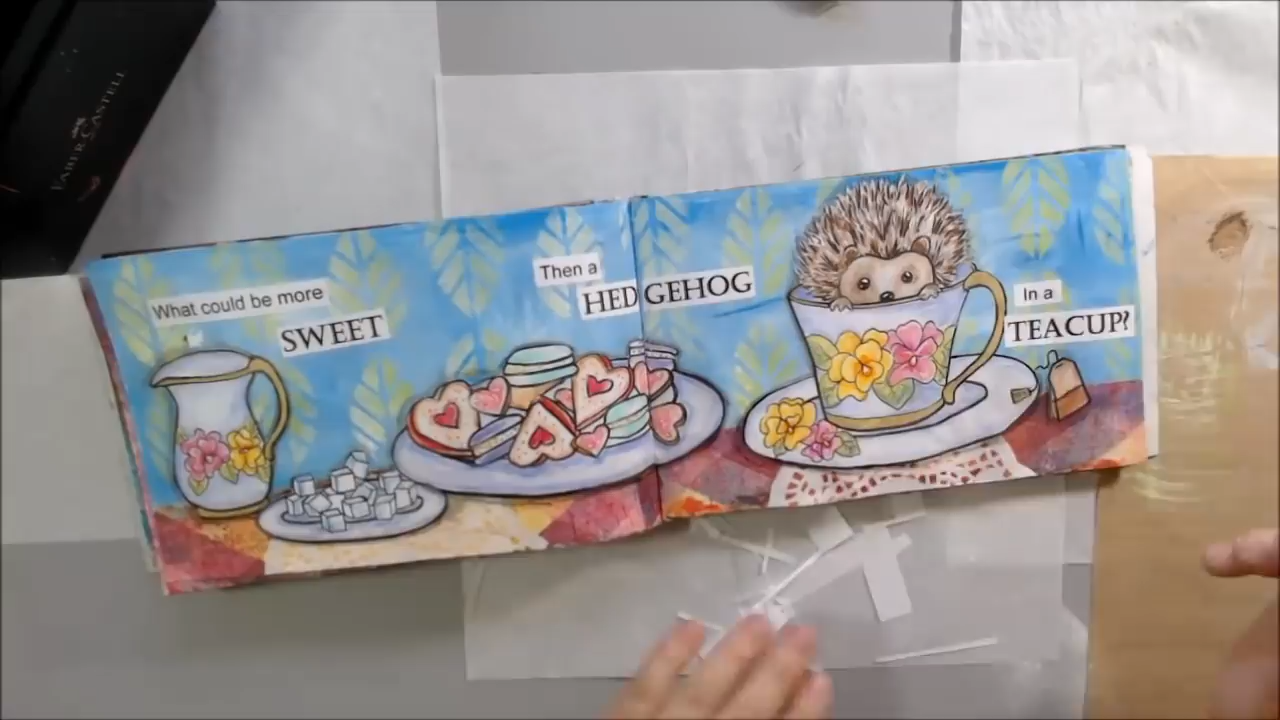 FABER-CASTELL
What could be more
SWEET
Then a
HEDGEHOG
In a
TEACUP?